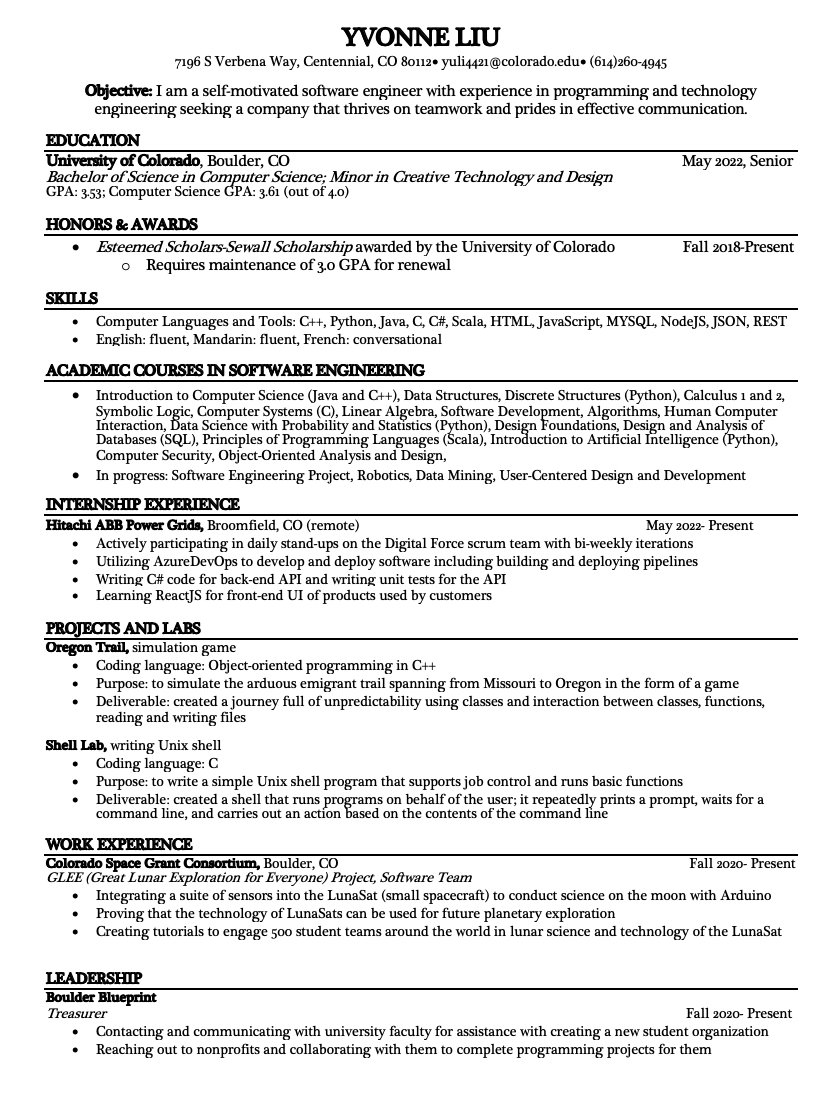 YVONNE LIU
7196 S Verbena Way, Centennial, CO 80112• yuli4421@colorado.edu• (614)260-4945
Objective: I am a self-motivated software engineer with experience in programming and technology
engineering seeking a company that thrives on teamwork and prides in effective communication.
EDUCATION
University of Colorado, Boulder, CO May 2022, Senior
Bachelor of Science in Computer Science; Minor in Creative Technology and Design
GPA: 3.53; Computer Science GPA: 3.61 (out of 4.0)
HONORS & AWARDS
• Esteemed Scholars-Sewall Scholarship awarded by the University of Colorado Fall 2018-Present
o Requires maintenance of 3.0 GPA for renewal
SKILLS
• Computer Languages and Tools: C++, Python, Java, C, C#, Scala, HTML, JavaScript, MYSQL, NodeJS, JSON, REST
• English: fluent, Mandarin: fluent, French: conversational
ACADEMIC COURSES IN SOFTWARE ENGINEERING
• Introduction to Computer Science (Java and C++), Data Structures, Discrete Structures (Python), Calculus 1 and 2,
Symbolic Logic, Computer Systems (C), Linear Algebra, Software Development, Algorithms, Human Computer
Interaction, Data Science with Probability and Statistics (Python), Design Foundations, Design and Analysis of
Databases (SQL), Principles of Programming Languages (Scala), Introduction to Artificial Intelligence (Python),
Computer Security, Object-Oriented Analysis and Design,
• In progress: Software Engineering Project, Robotics, Data Mining, User-Centered Design and Development
INTERNSHIP EXPERIENCE
Hitachi ABB Power Grids, Broomfield, CO (remote) May 2022- Present
• Actively participating in daily stand-ups on the Digital Force scrum team with bi-weekly iterations
• Utilizing AzureDevOps to develop and deploy software including building and deploying pipelines
• Writing C# code for back-end API and writing unit tests for the API
• Learning ReactJS for front-end UI of products used by customers
PROJECTS AND LABS
Oregon Trail, simulation game
• Coding language: Object-oriented programming in C++
• Purpose: to simulate the arduous emigrant trail spanning from Missouri to Oregon in the form of a game
• Deliverable: created a journey full of unpredictability using classes and interaction between classes, functions,
reading and writing files
Shell Lab, writing Unix shell
• Coding language: C
• Purpose: to write a simple Unix shell program that supports job control and runs basic functions
• Deliverable: created a shell that runs programs on behalf of the user; it repeatedly prints a prompt, waits for a
command line, and carries out an action based on the contents of the command line
WORK EXPERIENCE
Colorado Space Grant Consortium, Boulder, CO Fall 2020- Present
GLEE (Great Lunar Exploration for Everyone) Project, Software Team
• Integrating a suite of sensors into the LunaSat (small spacecraft) to conduct science on the moon with Arduino
• Proving that the technology of LunaSats can be used for future planetary exploration
• Creating tutorials to engage 500 student teams around the world in lunar science and technology of the LunaSat
LEADERSHIP
Boulder Blueprint
Treasurer Fall 2020- Present
• Contacting and communicating with university faculty for assistance with creating a new student organization
• Reaching out to nonprofits and collaborating with them to complete programming projects for them